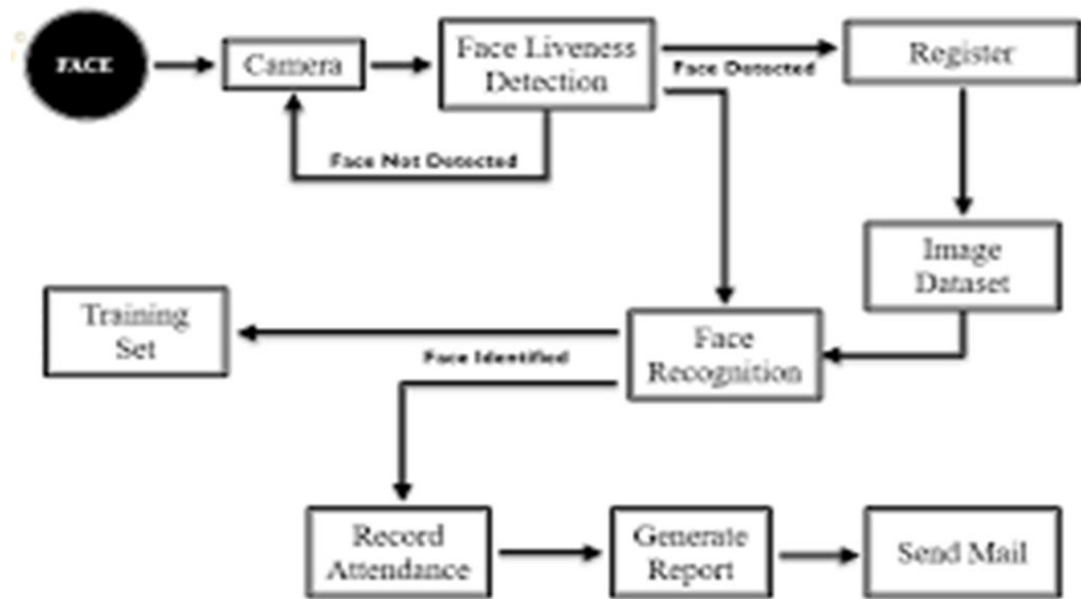 FACE
Camera
Face Liveness
Detection
Face Detected
Register
Face Not Detected
Image
Dataset
Training
Set
Face Identified
Face
Recognition
Record
Attendance
Generate
Report
Send Mail